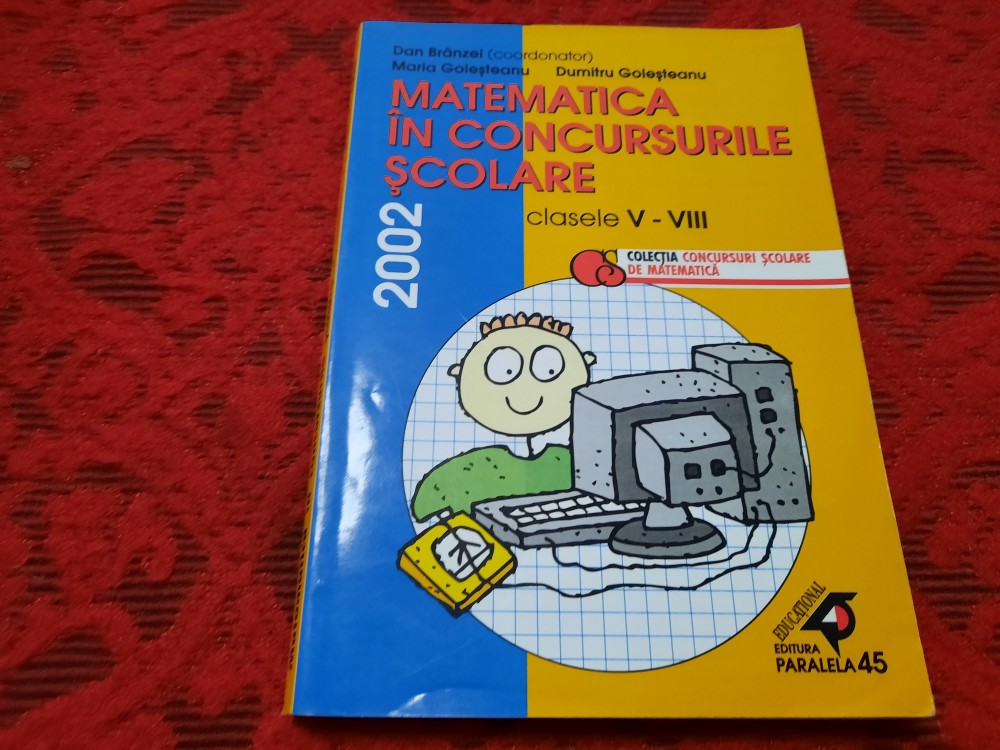 Dan Brânzei (coordonator)
Maria Goleșteanu Dumitru Goleșteanu
MATEMATICA
ÎN CONCURSURILE
ȘCOLARE
2002
clasele V - VIII
COLECȚIA CONCURSURI ȘCOLARE
DE MATEMATICĂ
EDUCAȚIONAL
EDITURA
PARALELA 45